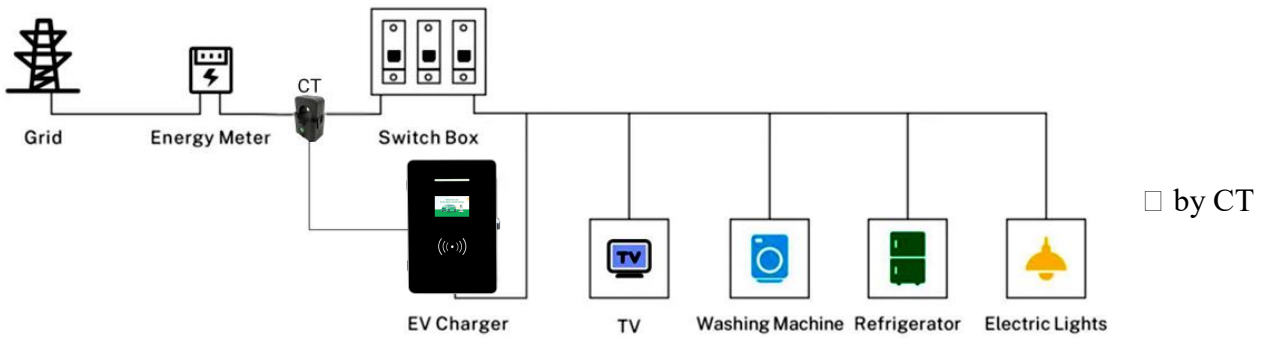 CT
Grid
Energy Meter
Switch Box
□ by CT
TV
EV Charger
TV
Washing Machine
Refrigerator
Electric Lights